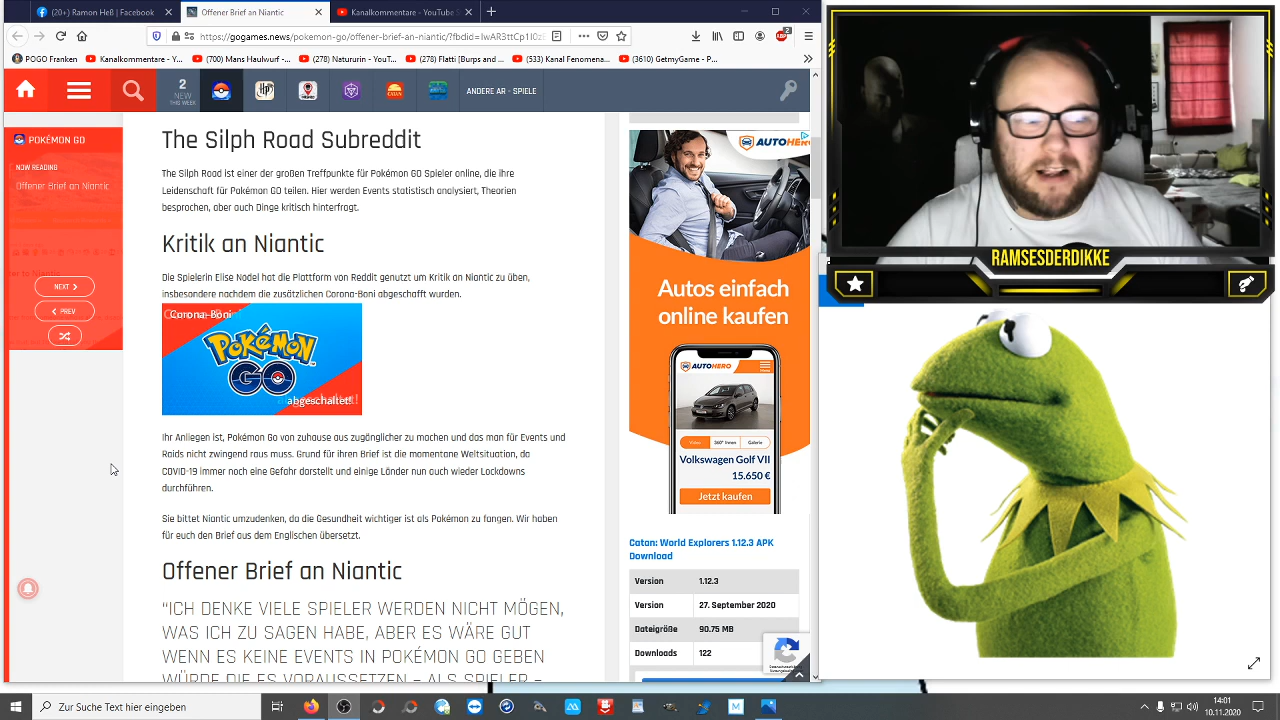 (20+) Ramon Heß | Facebook
Offener Brief an Niantic
Kanalkommentare - YouTube S
https://gogames.news/pokemon-go/offener-brief-an-niantic/
POGO Franken
Kanalkommentare - Y...
(700) Mans Haulwurf -...
(278) Natururin - YouT...
(278) Flatti [Burps and ...
(533) Kanal Fenomena...
(3610) GetmyGame - P...
2
NEW
THIS WEEK
ANDERE AR - SPIELE
POKÉMON GO
NOW READING
Offener Brief an Niantic
NEXT
PREV
The Silph Road Subreddit
The Silph Road ist einer der großen Treffpunkte für Pokémon GO Spieler online, die ihre
Leidenschaft für Pokémon GO teilen. Hier werden Events statistisch analysiert, Theorien
besprochen, aber auch Dinge kritisch hinterfragt.
Kritik an Niantic
Die Spielerin Elise Nodel hat die Plattform zusammen genommen um Kritik an Niantic zu üben,
insbesondere nachdem die zusätzlichen Corona-Boni abgeschafft wurden.
Corona-Boni
POKÉMON
GO
abgeschaltet!
Ihr Anliegen ist, Pokémon Go von zuhause aus zugänglicher zu machen und das man für Events und
Raids nicht zwingend raus muss. Grund für ihren Brief ist die momentane Weltsituation, da
COVID-19 immer noch eine Gefahr darstellt und einige Länder nun auch wieder Lockdowns
durchführen.
Sie bittet Niantic umzudenken, da die Gesundheit wichtiger ist als Pokémon zu fangen. Wir haben
für euch den Brief aus dem Englischen übersetzt.
Offener Brief an Niantic
"ICH DENKE VIELE SPIELER WERDEN NICHT MÖGEN,
WAS ICH ZU SAGEN HABE, ABER ES WÄRE GUT
WENN ES KEINE EVENTS IN POKÉMON GO GEBEN
WÜRDE DIE ES VORAUSSETZEN – ALS SPIELER
AUTOHERO
Autos einfach
online kaufen
AUTOHERO
Video
360° Innen
Galerie
Volkswagen Golf VII
15.650 €
Jetzt kaufen
Catan: World Explorers 1.12.3 APK
Download
Version 1.12.3
Version 27. September 2020
Dateigröße 90.75 MB
Downloads 122
RAMSESDERDIKKE
Zur Suche Text hier eingeben
14:01
10.11.2020